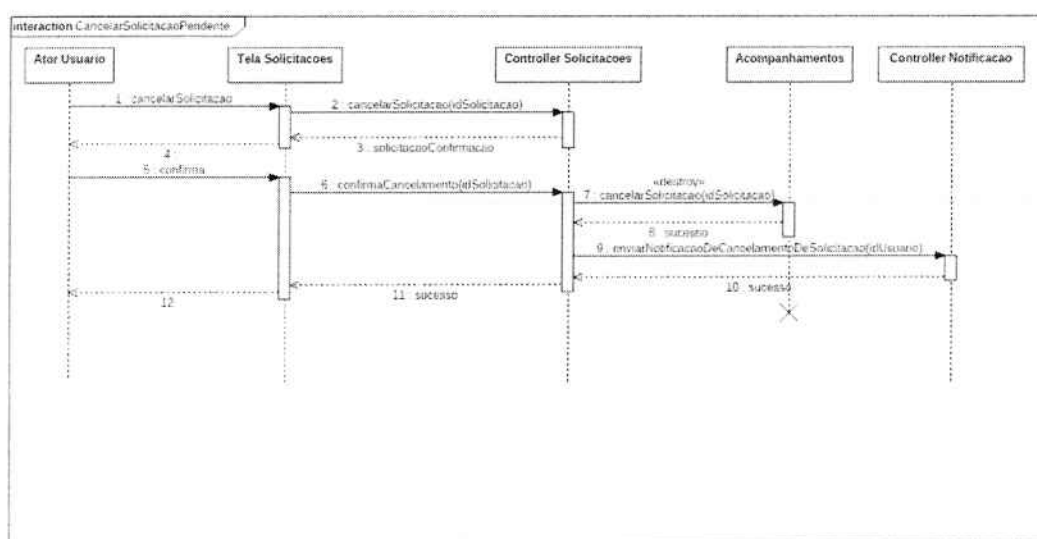 interaction CancelarSolicitacaoPendente
Ator Usuario
Tela Solicitacoes
Controller Solicitacoes
Acompanhamentos
Controller Notificacao
1 : cancelarSolicitacao
2 : cancelarSolicitacao(idSolicitacao)
3 : solicitacaoConfirmacao
4 :
5 : confirma
6 : confirmaCancelamento(idSolicitacao)
«destroy»
7 : cancelarSolicitacao(idSolicitacao)
8 : sucesso
9 : enviarNotificacaoDeCancelamentoDeSolicitacao(idUsuario)
10 : sucesso
11 : sucesso
12